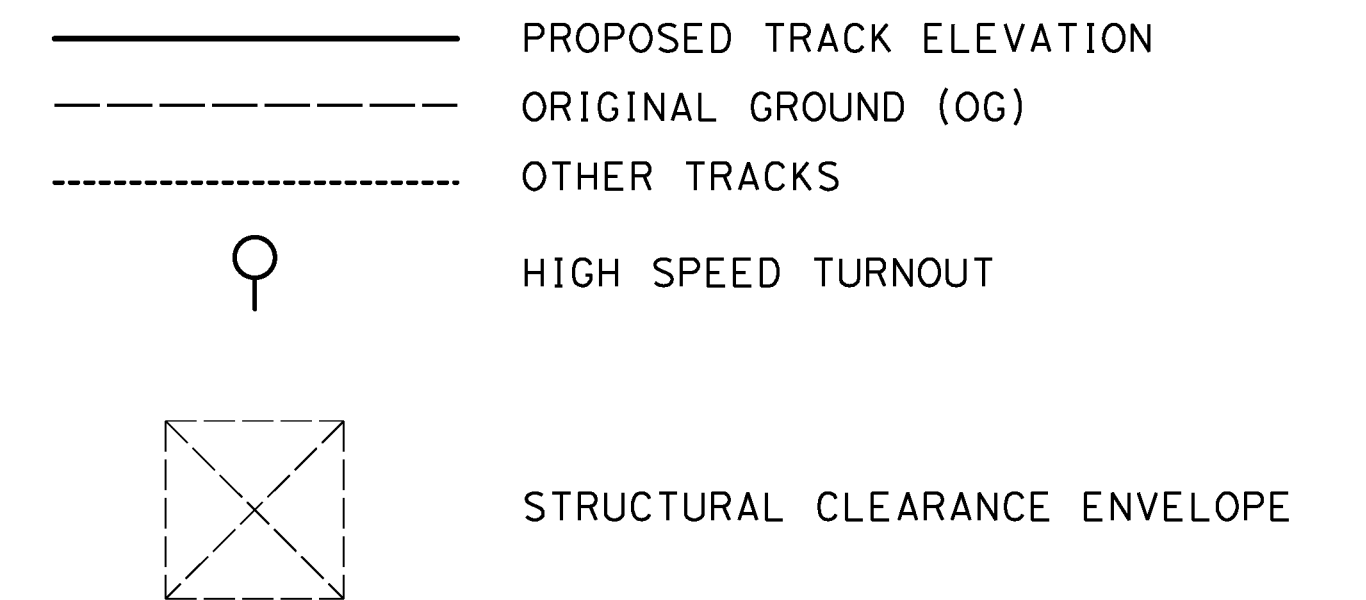 PROPOSED TRACK ELEVATION
ORIGINAL GROUND (OG)
OTHER TRACKS
HIGH SPEED TURNOUT
STRUCTURAL CLEARANCE ENVELOPE